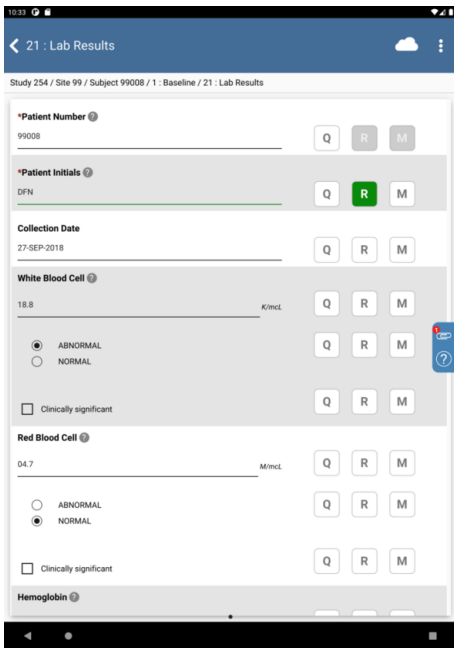 10:33
21 : Lab Results
Study 254 / Site 99 / Subject 99008 / 1 : Baseline / 21 : Lab Results
*Patient Number ?
99008
Q R M
*Patient Initials ?
DFN
Q R M
Collection Date
27-SEP-2018
Q R M
White Blood Cell ?
18.8 K/mcL Q R M
ABNORMAL Q R M
NORMAL
Clinically significant Q R M
Red Blood Cell ?
04.7 M/mcL Q R M
ABNORMAL Q R M
NORMAL
Clinically significant Q R M
Hemoglobin ?
1
?